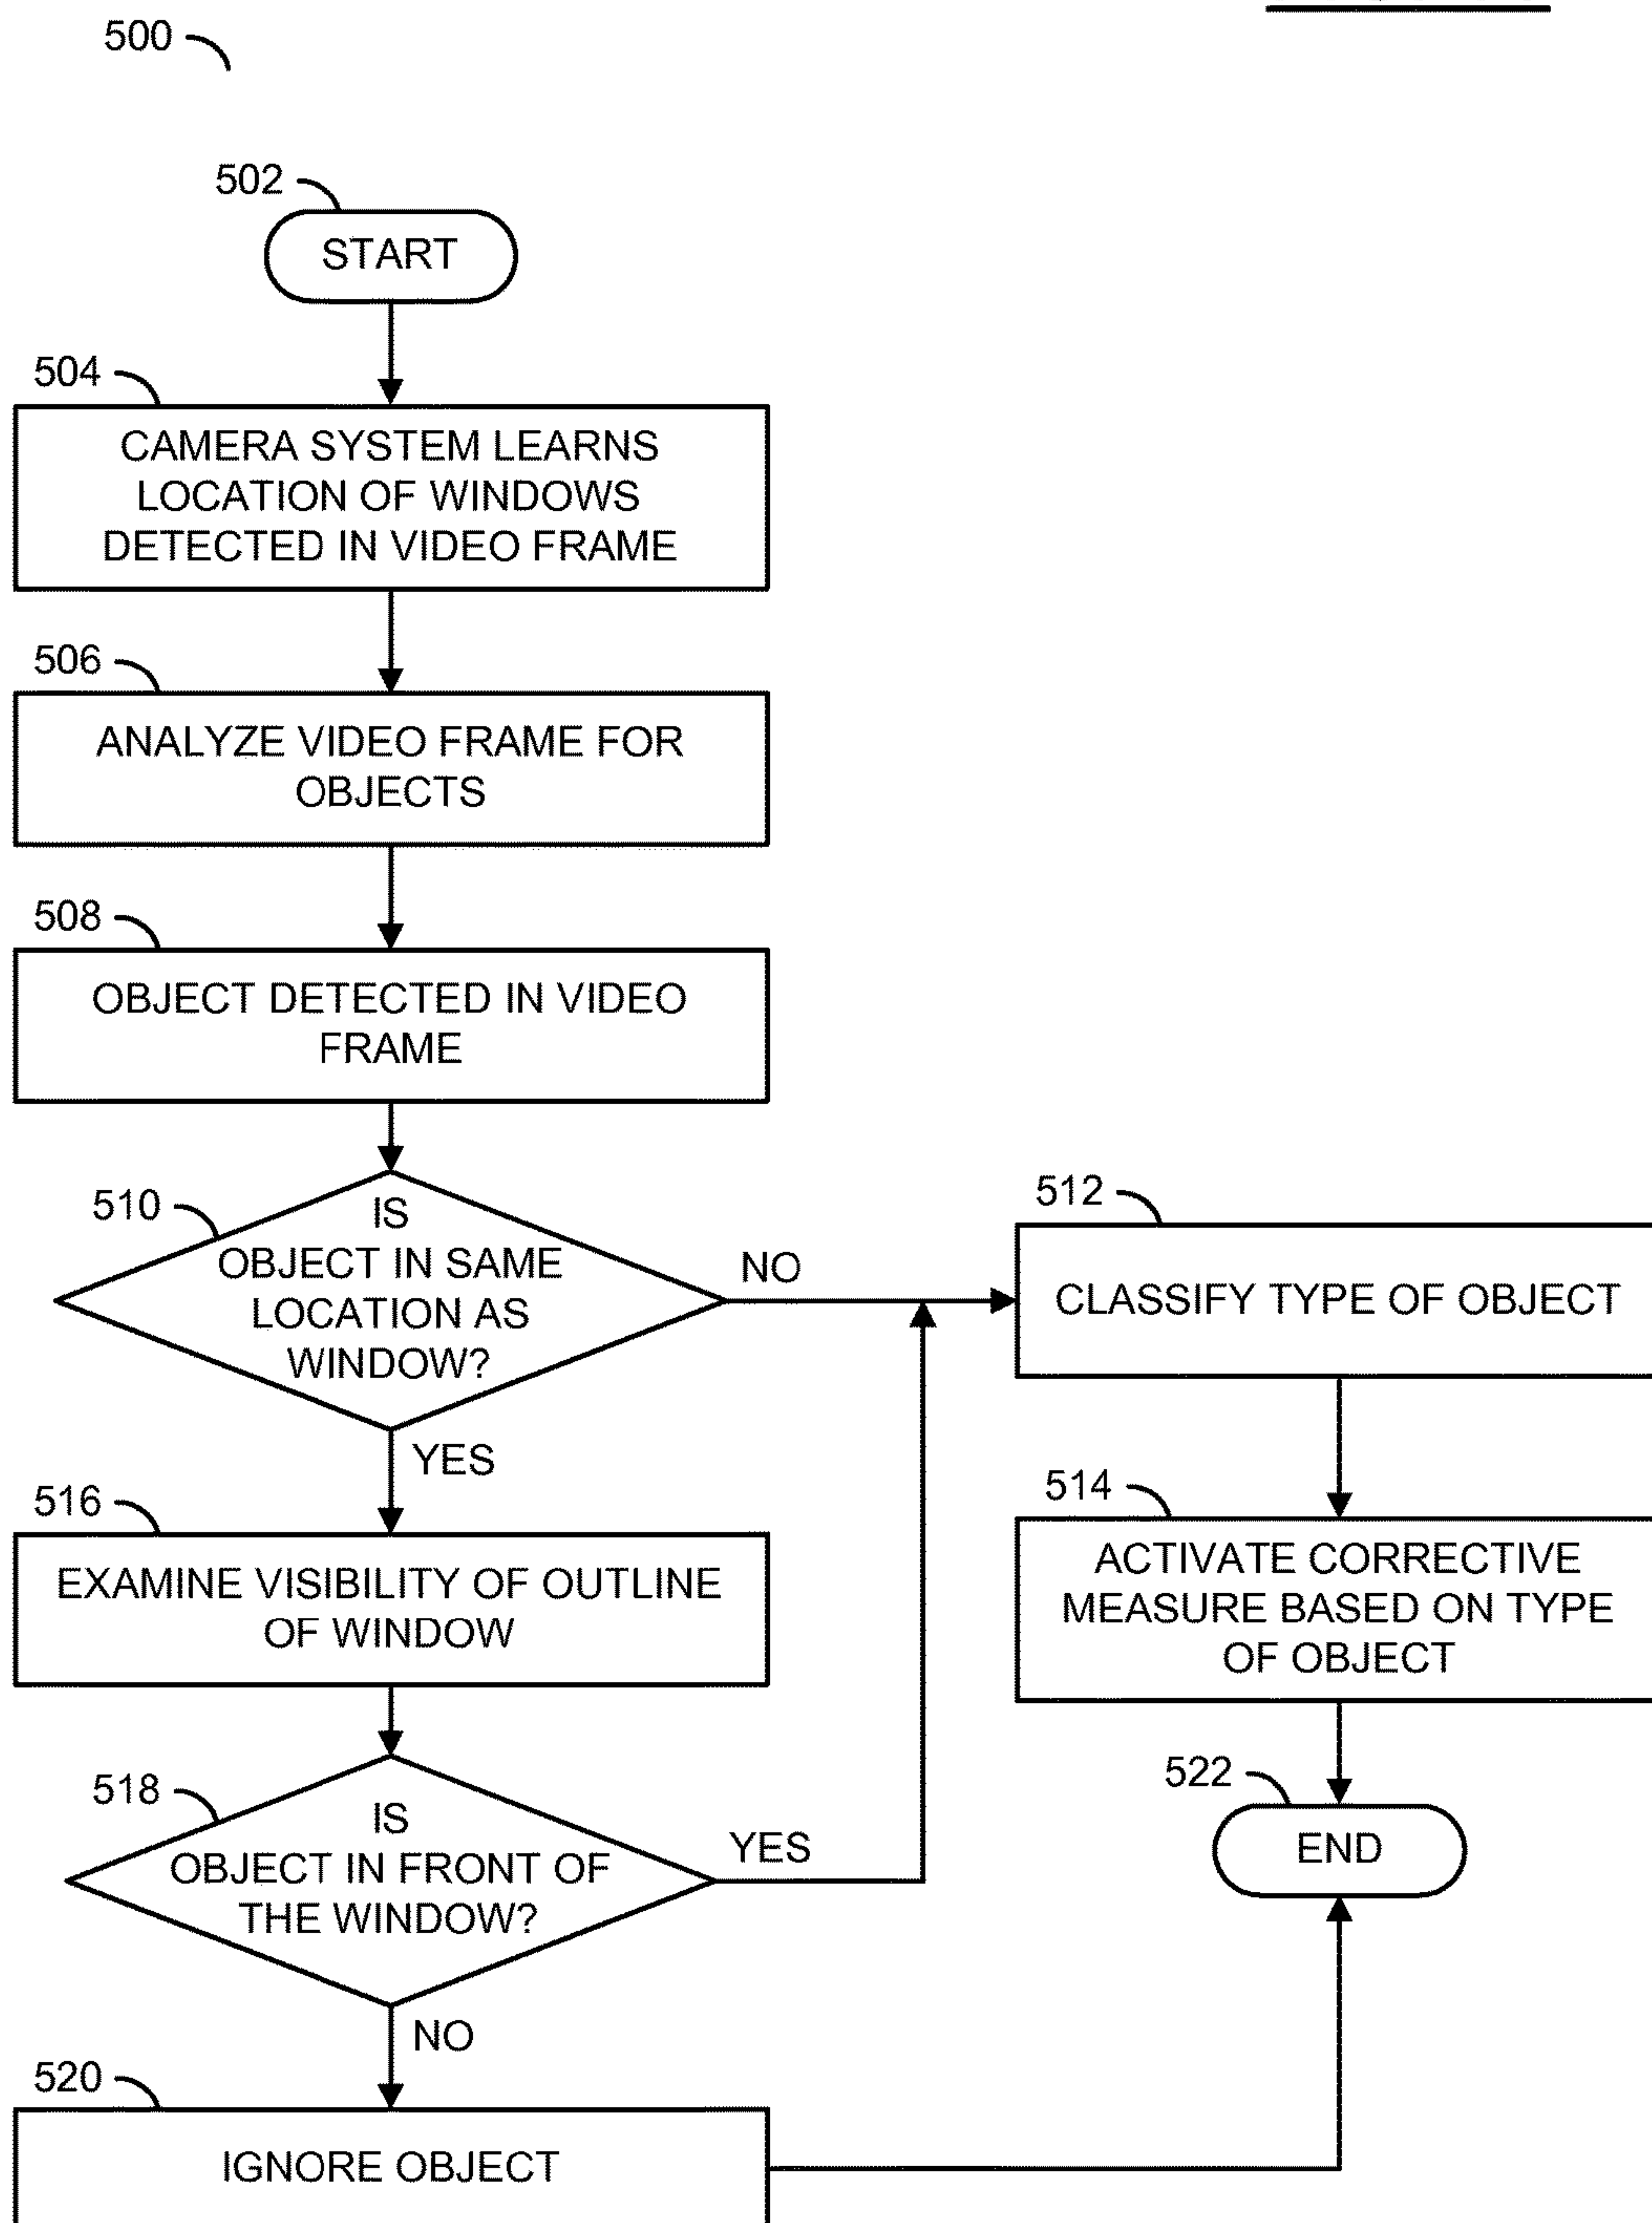 500
502
START
504
CAMERA SYSTEM LEARNS
LOCATION OF WINDOWS
DETECTED IN VIDEO FRAME
506
ANALYZE VIDEO FRAME FOR
OBJECTS
508
OBJECT DETECTED IN VIDEO
FRAME
510
IS
OBJECT IN SAME
LOCATION AS
WINDOW?
NO
512
CLASSIFY TYPE OF OBJECT
YES
514
ACTIVATE CORRECTIVE
MEASURE BASED ON TYPE
OF OBJECT
516
EXAMINE VISIBILITY OF OUTLINE
OF WINDOW
518
IS
OBJECT IN FRONT OF
THE WINDOW?
YES
522
END
NO
520
IGNORE OBJECT